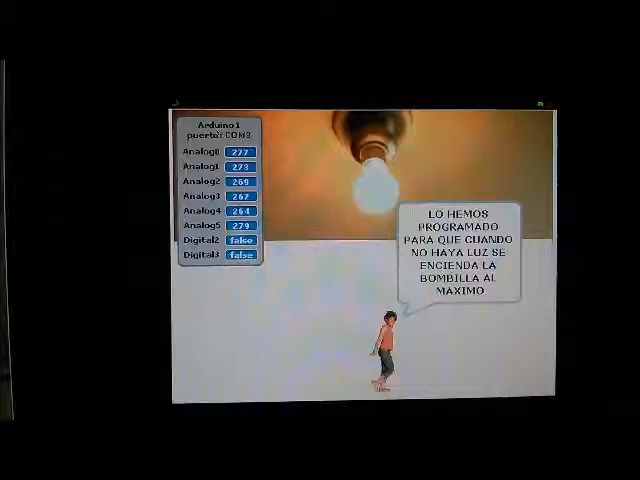 Arduino1
puerto: COM3
Analog0 277
Analog1 273
Analog2 269
Analog3 267
Analog4 264
Analog5 279
Digital2 false
Digital3 false
LO HEMOS
PROGRAMADO
PARA QUE CUANDO
NO HAYA LUZ SE
ENCIENDA LA
BOMBILLA AL
MAXIMO